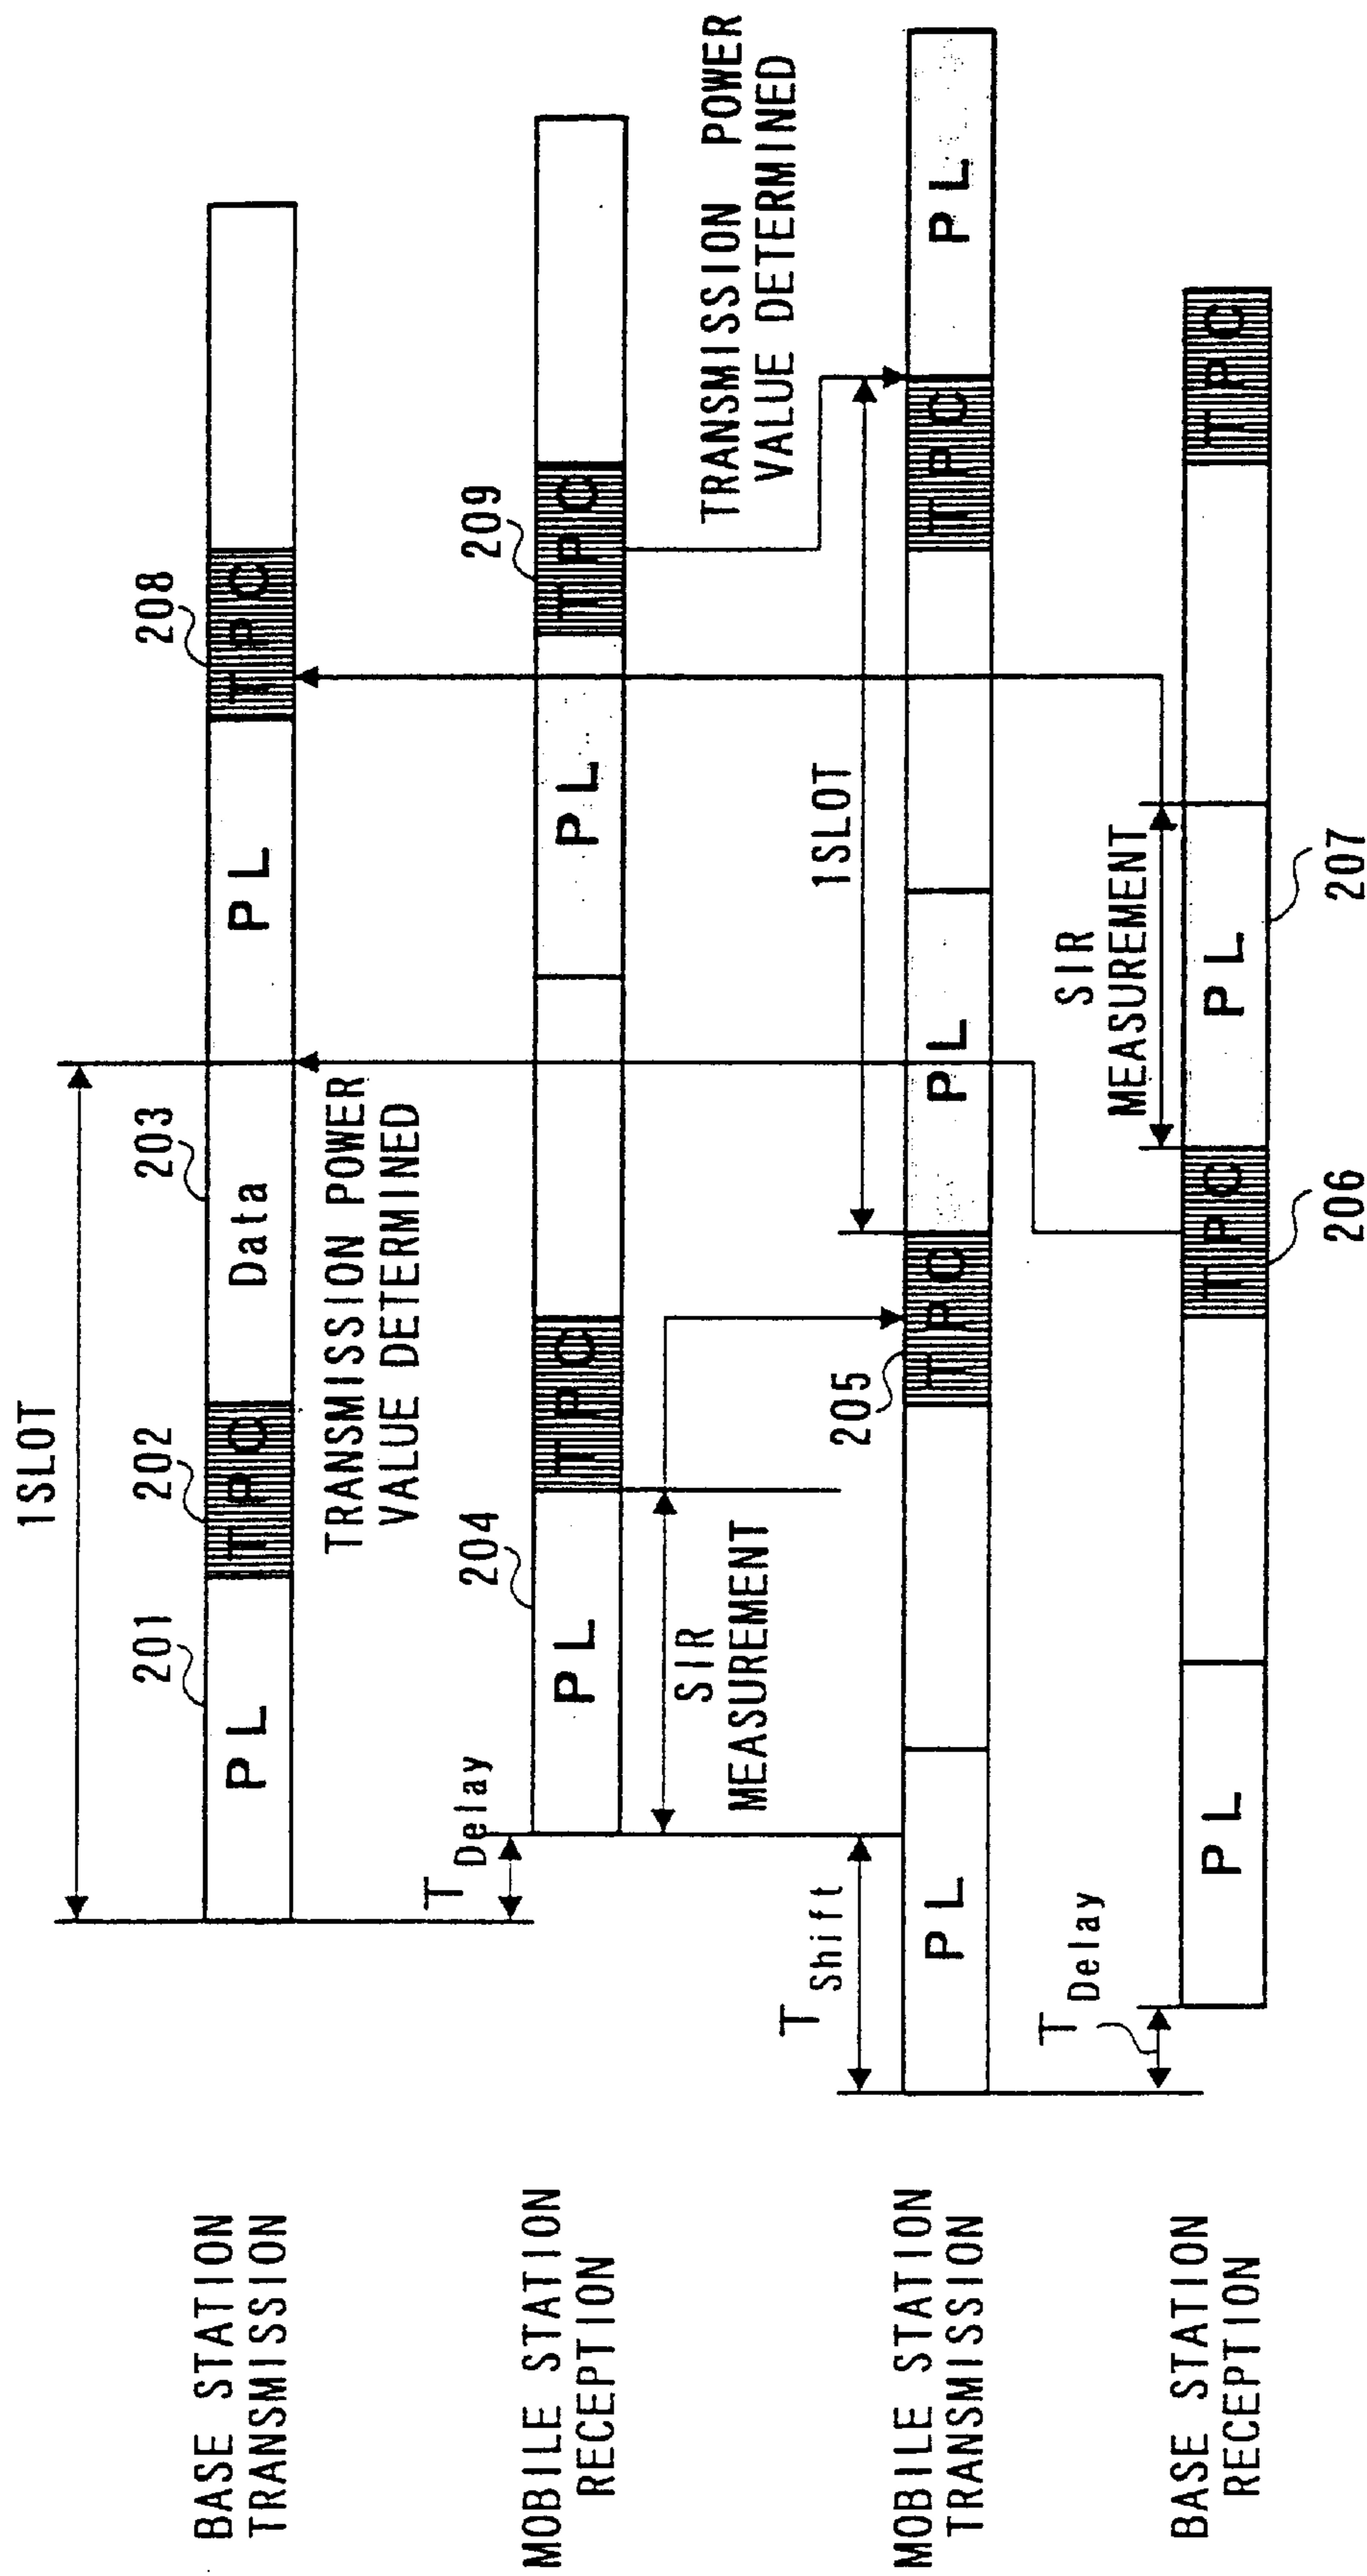 1SLOT
201
202
203
208
BASE STATION
TRANSMISSION
PL
TPC
Data
PL
TPC
TRANSMISSION POWER
VALUE DETERMINED
T Delay
204
209
MOBILE STATION
RECEPTION
PL
TPC
PL
TPC
SIR
MEASUREMENT
TRANSMISSION POWER
VALUE DETERMINED
T Shift
205
1SLOT
MOBILE STATION
TRANSMISSION
PL
TPC
PL
TPC
PL
T Delay
SIR
MEASUREMENT
BASE STATION
RECEPTION
PL
TPC
PL
TPC
206
207